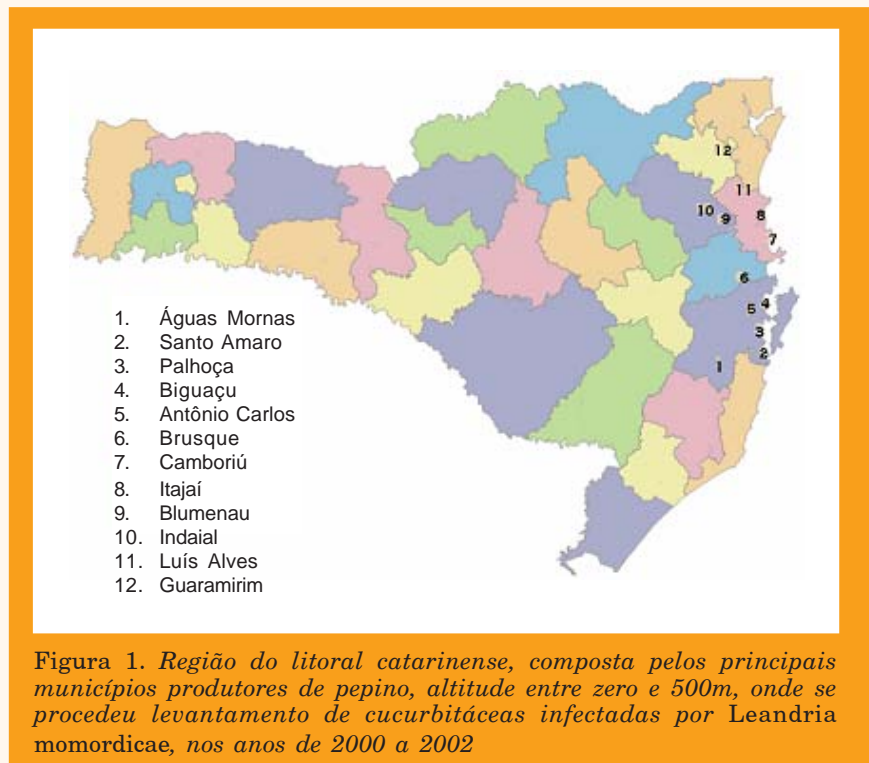 12
11
10
9
8
7
6
5
4
3
2
1
1. Águas Mornas
2. Santo Amaro
3. Palhoça
4. Biguaçu
5. Antônio Carlos
6. Brusque
7. Camboriú
8. Itajaí
9. Blumenau
10. Indaial
11. Luís Alves
12. Guaramirim
Figura 1. Região do litoral catarinense, composta pelos principais
municípios produtores de pepino, altitude entre zero e 500m, onde se
procedeu levantamento de cucurbitáceas infectadas por Leandria
momordicae, nos anos de 2000 a 2002